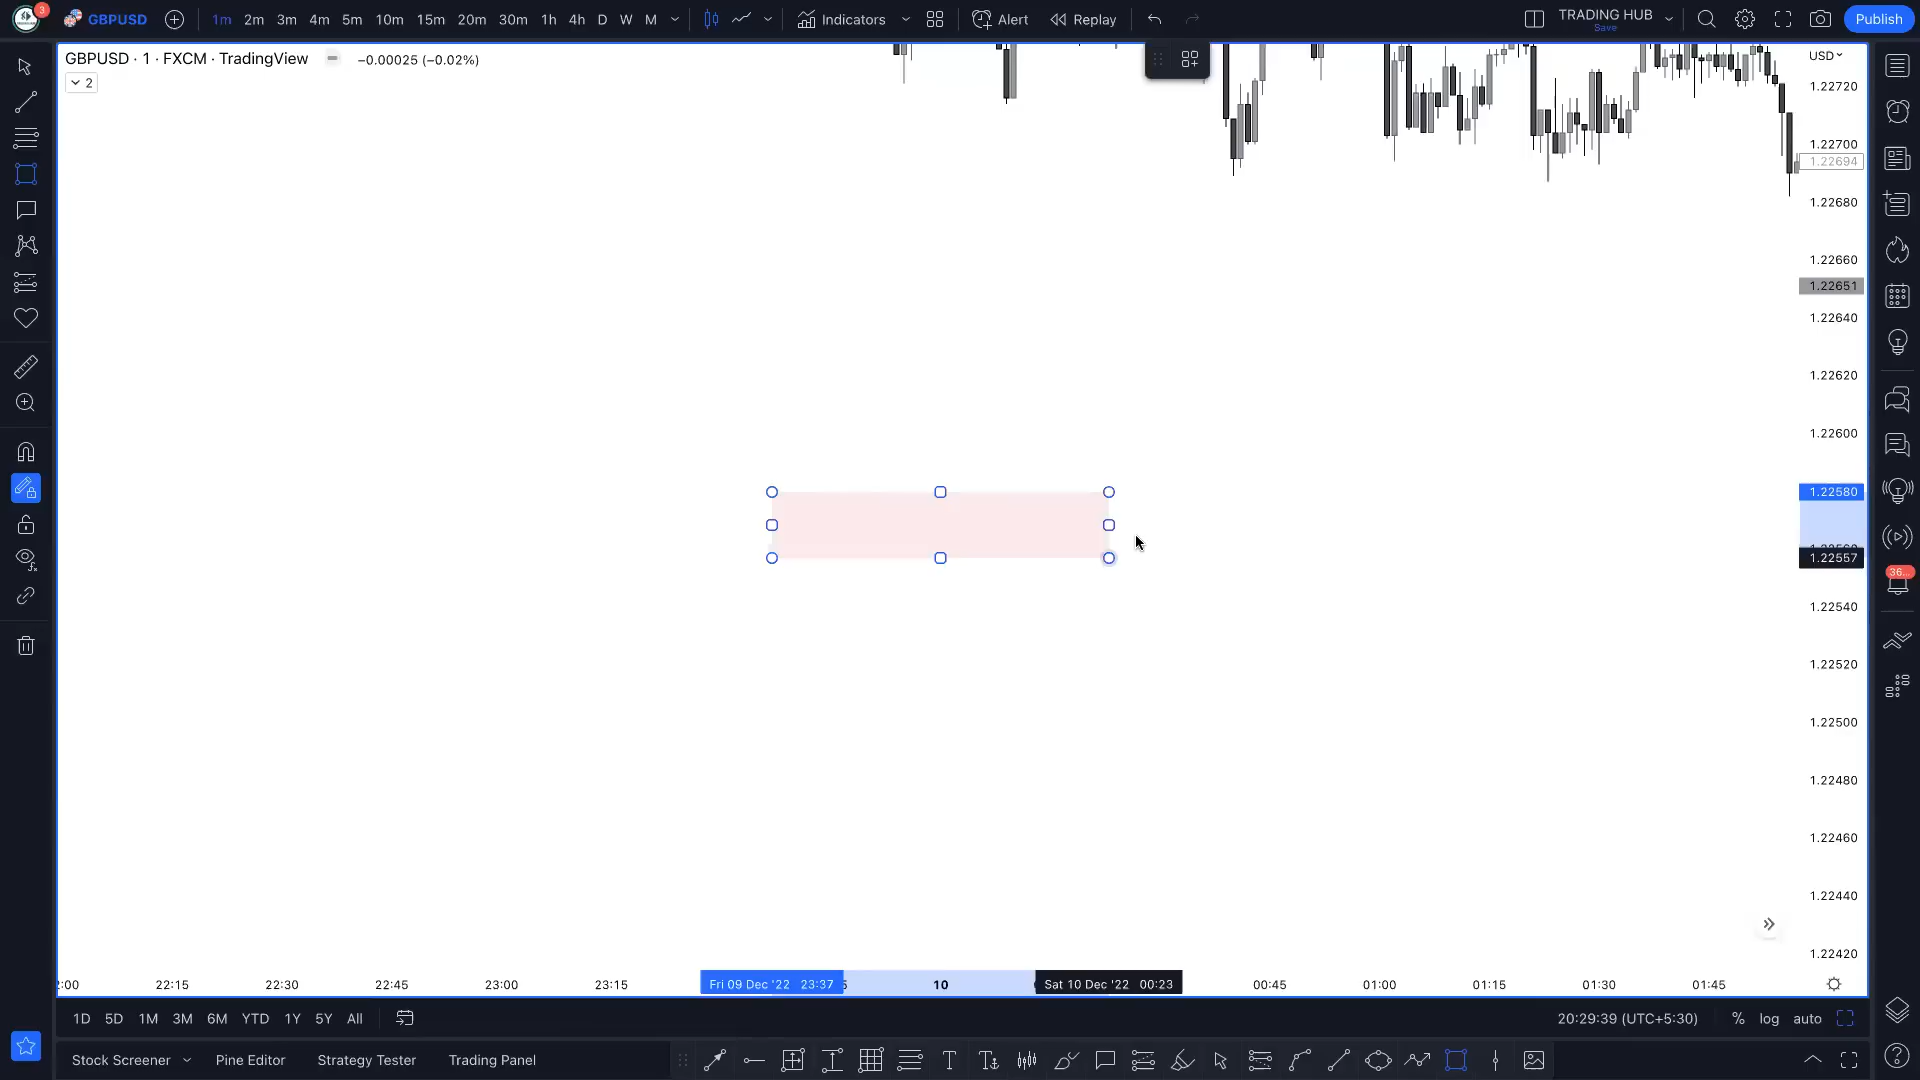 3
GBPUSD
1m 2m 3m 4m 5m 10m 15m 20m 30m 1h 4h D W M
Indicators
Alert
Replay
TRADING HUB
Save
Publish
GBPUSD · 1 · FXCM · TradingView
−0.00025 (−0.02%)
2
USD
1.22720
1.22700
1.22694
1.22680
1.22660
1.22651
1.22640
1.22620
1.22600
1.22580
1.22557
1.22540
1.22520
1.22500
1.22480
1.22460
1.22440
1.22420
36...
:00 22:15 22:30 22:45 23:00 23:15 Fri 09 Dec '22 23:37 10 Sat 10 Dec '22 00:23 00:45 01:00 01:15 01:30 01:45
1D 5D 1M 3M 6M YTD 1Y 5Y All
20:29:39 (UTC+5:30) % log auto
Stock Screener Pine Editor Strategy Tester Trading Panel